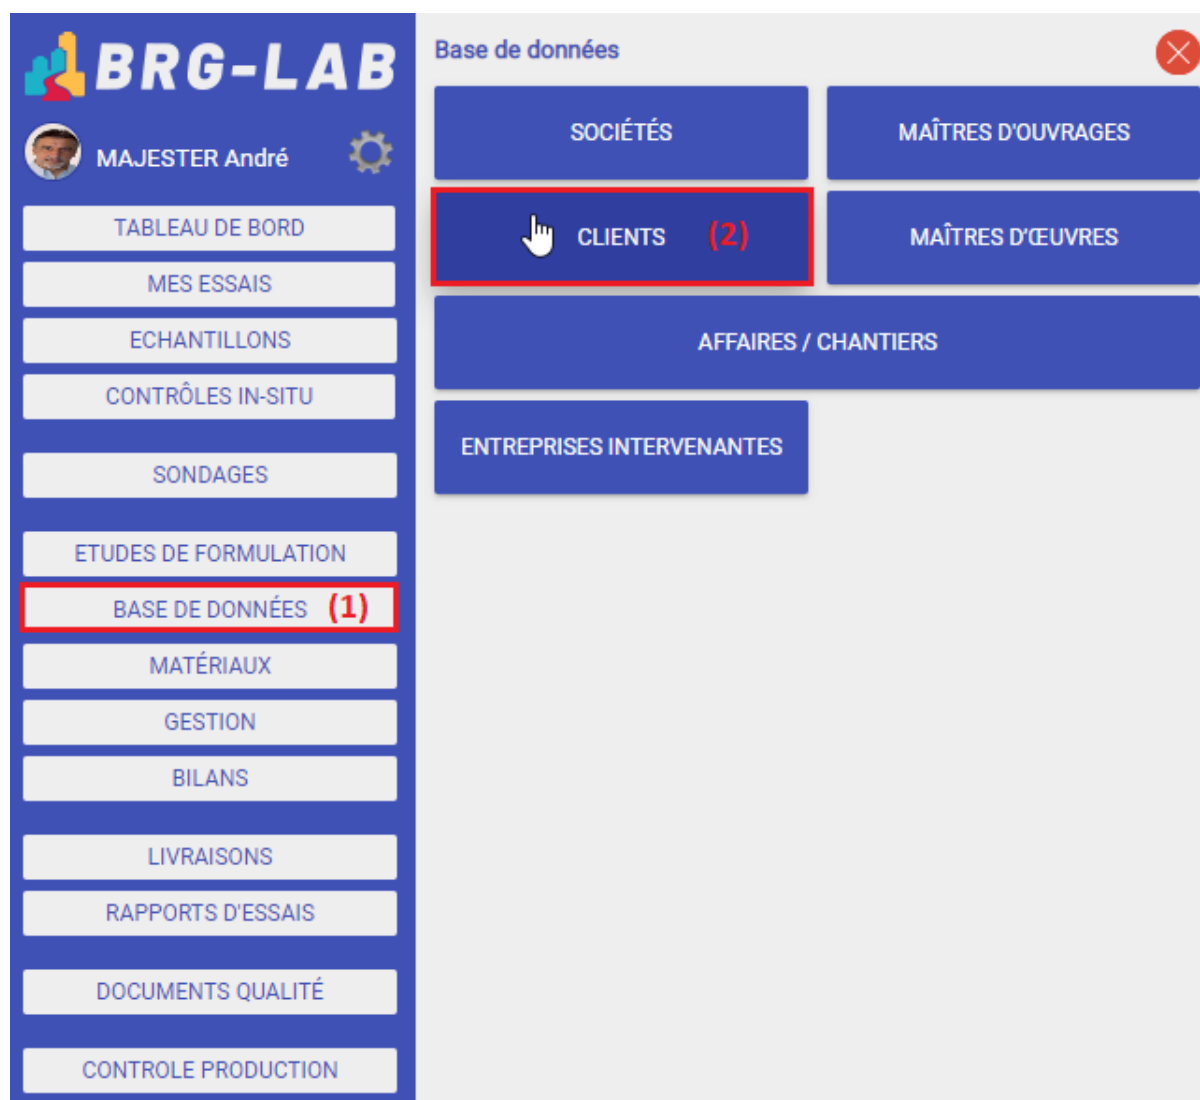 BRG-LAB
MAJESTER André
TABLEAU DE BORD
MES ESSAIS
ECHANTILLONS
CONTRÔLES IN-SITU
SONDAGES
ETUDES DE FORMULATION
BASE DE DONNÉES (1)
MATÉRIAUX
GESTION
BILANS
LIVRAISONS
RAPPORTS D'ESSAIS
DOCUMENTS QUALITÉ
CONTROLE PRODUCTION
Base de données
SOCIÉTÉS
MAÎTRES D'OUVRAGES
CLIENTS (2)
MAÎTRES D'ŒUVRES
AFFAIRES / CHANTIERS
ENTREPRISES INTERVENANTES